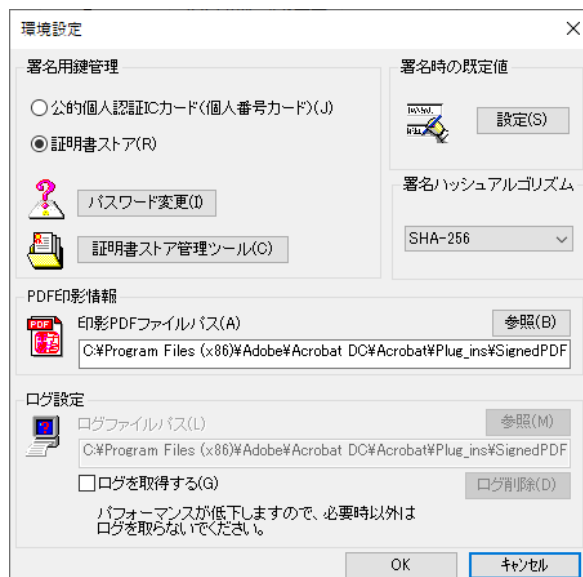 環境設定
署名用鍵管理
公的個人認証ICカード(個人番号カード)(J)
証明書ストア(R)
パスワード変更(I)
証明書ストア管理ツール(C)
署名時の既定値
設定(S)
署名ハッシュアルゴリズム
SHA-256
PDF印影情報
印影PDFファイルパス(A)
参照(B)
C:¥Program Files (x86)¥Adobe¥Acrobat DC¥Acrobat¥Plug_ins¥SignedPDF
ログ設定
ログファイルパス(L)
参照(M)
C:¥Program Files (x86)¥Adobe¥Acrobat DC¥Acrobat¥Plug_ins¥SignedPDF
ログを取得する(G)
ログ削除(D)
パフォーマンスが低下しますので、必要時以外は
ログを取らないでください。
OK
キャンセル